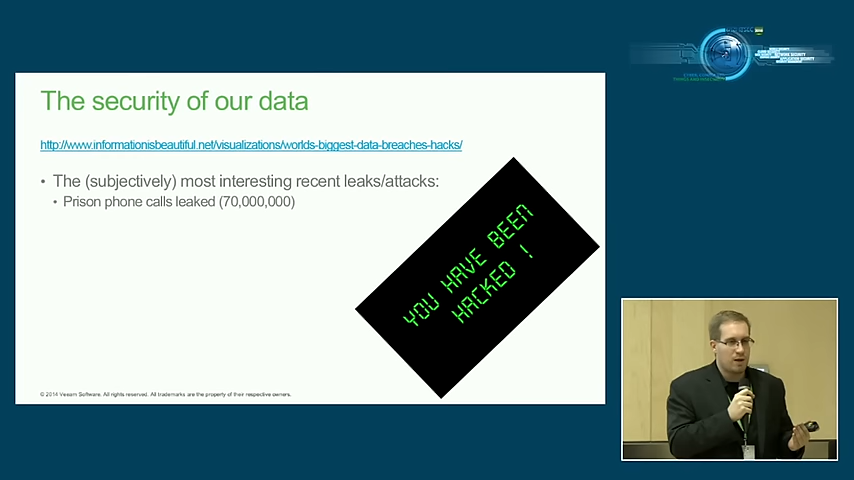 The security of our data
http://www.informationisbeautiful.net/visualizations/worlds-biggest-data-breaches-hacks/
• The (subjectively) most interesting recent leaks/attacks:
• Prison phone calls leaked (70,000,000)
YOU HAVE BEEN
HACKED !
© 2014 Veeam Software. All rights reserved. All trademarks are the property of their respective owners.